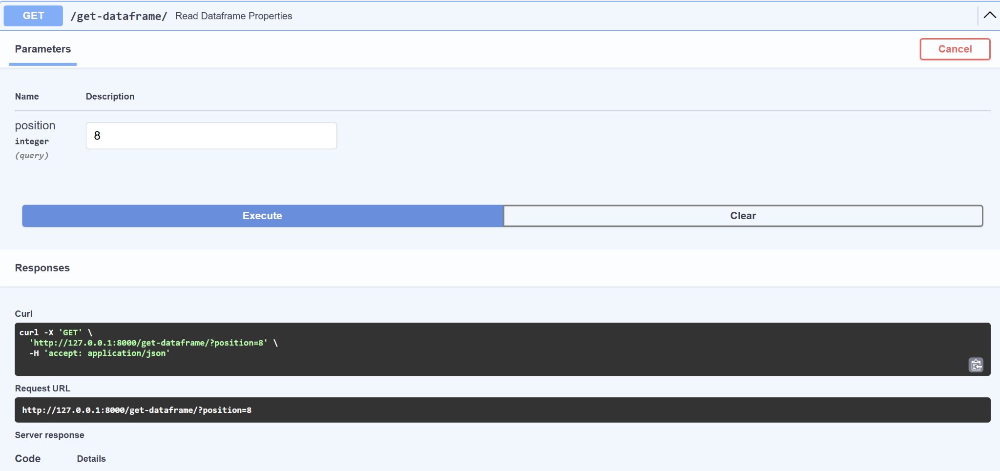 GET /get-dataframe/ Read Dataframe Properties
Parameters
Cancel
Name Description
position
integer
(query)
8
Execute
Clear
Responses
Curl
curl -X 'GET' \
  'http://127.0.0.1:8000/get-dataframe/?position=8' \
  -H 'accept: application/json'
Request URL
http://127.0.0.1:8000/get-dataframe/?position=8
Server response
Code Details